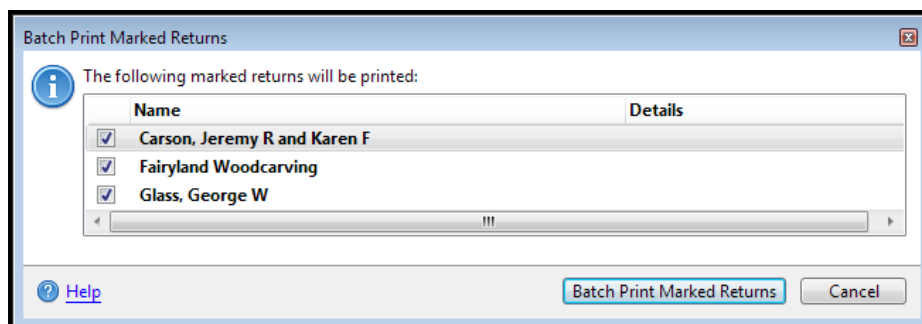 Batch Print Marked Returns
The following marked returns will be printed:
Name Details
Carson, Jeremy R and Karen F
Fairyland Woodcarving
Glass, George W
Help Batch Print Marked Returns Cancel